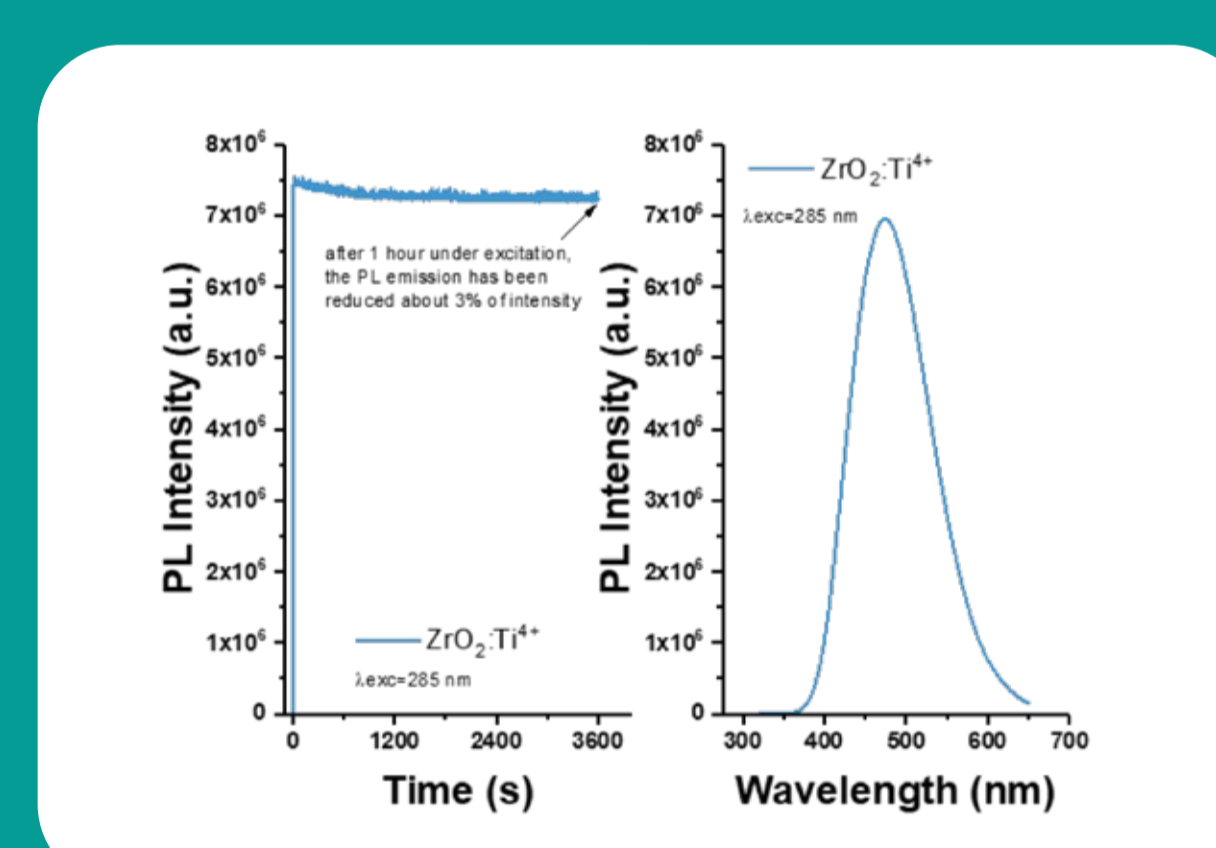 8x10⁶
7x10⁶
6x10⁶
5x10⁶
4x10⁶
3x10⁶
2x10⁶
1x10⁶
0
PL Intensity (a.u.)
after 1 hour under excitation,
the PL emission has been
reduced about 3% of intensity
ZrO₂:Ti⁴⁺
λexc=285 nm
0 1200 2400 3600
Time (s)
8x10⁶
7x10⁶
6x10⁶
5x10⁶
4x10⁶
3x10⁶
2x10⁶
1x10⁶
0
PL Intensity (a.u.)
ZrO₂:Ti⁴⁺
λexc=285 nm
300 400 500 600 700
Wavelength (nm)